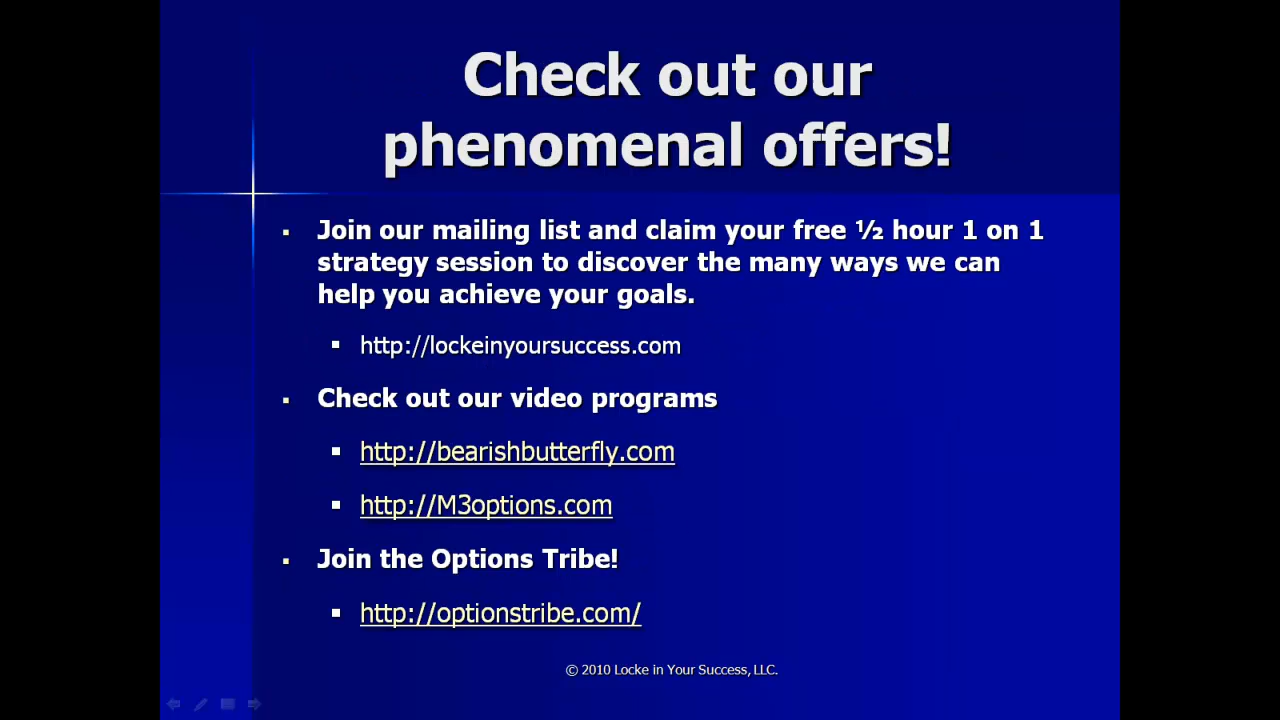 Check out our
phenomenal offers!
Join our mailing list and claim your free ½ hour 1 on 1
strategy session to discover the many ways we can
help you achieve your goals.
http://lockeinyoursuccess.com
Check out our video programs
http://bearishbutterfly.com
http://M3options.com
Join the Options Tribe!
http://optionstribe.com/
© 2010 Locke in Your Success, LLC.